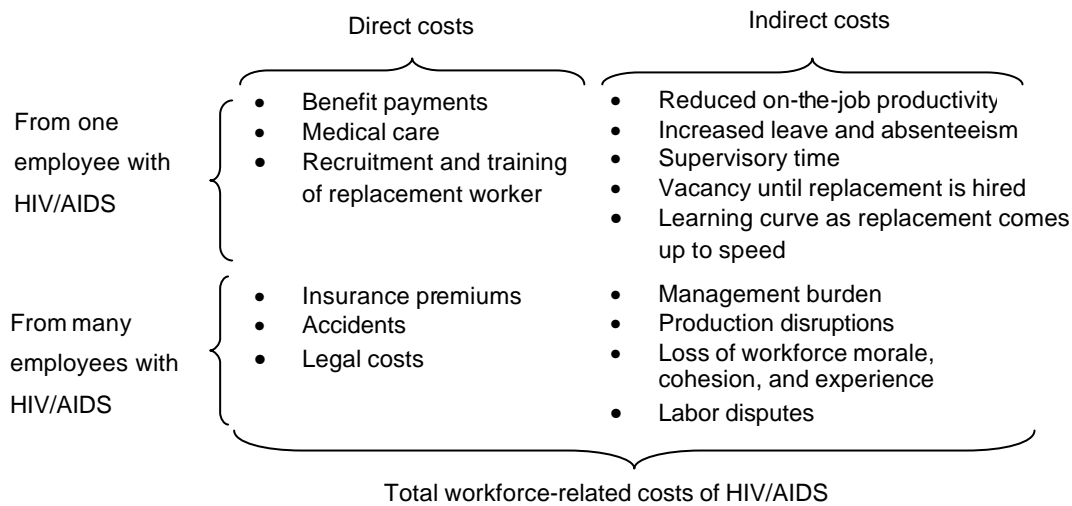 Direct costs
Indirect costs
From one
employee with
HIV/AIDS
• Benefit payments
• Medical care
• Recruitment and training
of replacement worker
• Reduced on-the-job productivity
• Increased leave and absenteeism
• Supervisory time
• Vacancy until replacement is hired
• Learning curve as replacement comes
up to speed
From many
employees with
HIV/AIDS
• Insurance premiums
• Accidents
• Legal costs
• Management burden
• Production disruptions
• Loss of workforce morale,
cohesion, and experience
• Labor disputes
Total workforce-related costs of HIV/AIDS